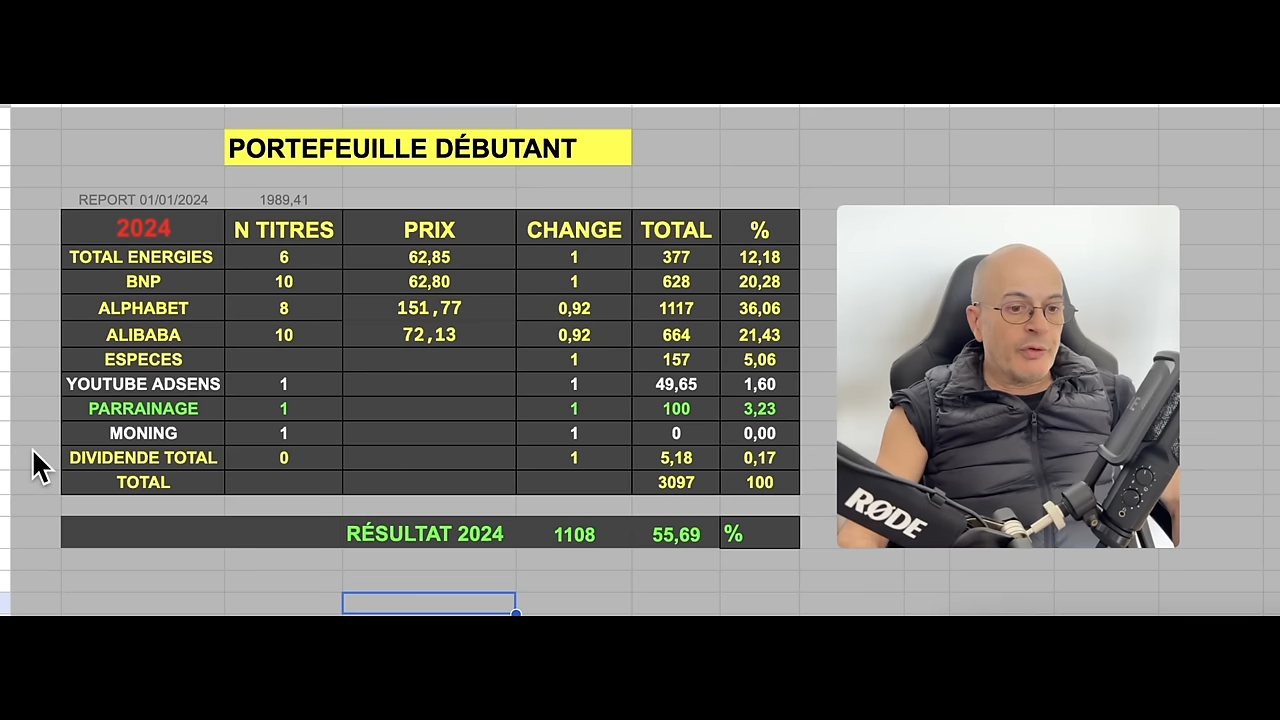 PORTEFEUILLE DÉBUTANT
REPORT 01/01/2024 1989,41
2024 N TITRES PRIX CHANGE TOTAL %
TOTAL ENERGIES 6 62,85 1 377 12,18
BNP 10 62,80 1 628 20,28
ALPHABET 8 151,77 0,92 1117 36,06
ALIBABA 10 72,13 0,92 664 21,43
ESPECES 1 157 5,06
YOUTUBE ADSENS 1 1 49,65 1,60
PARRAINAGE 1 1 100 3,23
MONING 1 1 0 0,00
DIVIDENDE TOTAL 0 1 5,18 0,17
TOTAL 3097 100
RÉSULTAT 2024 1108 55,69 %
RØDE